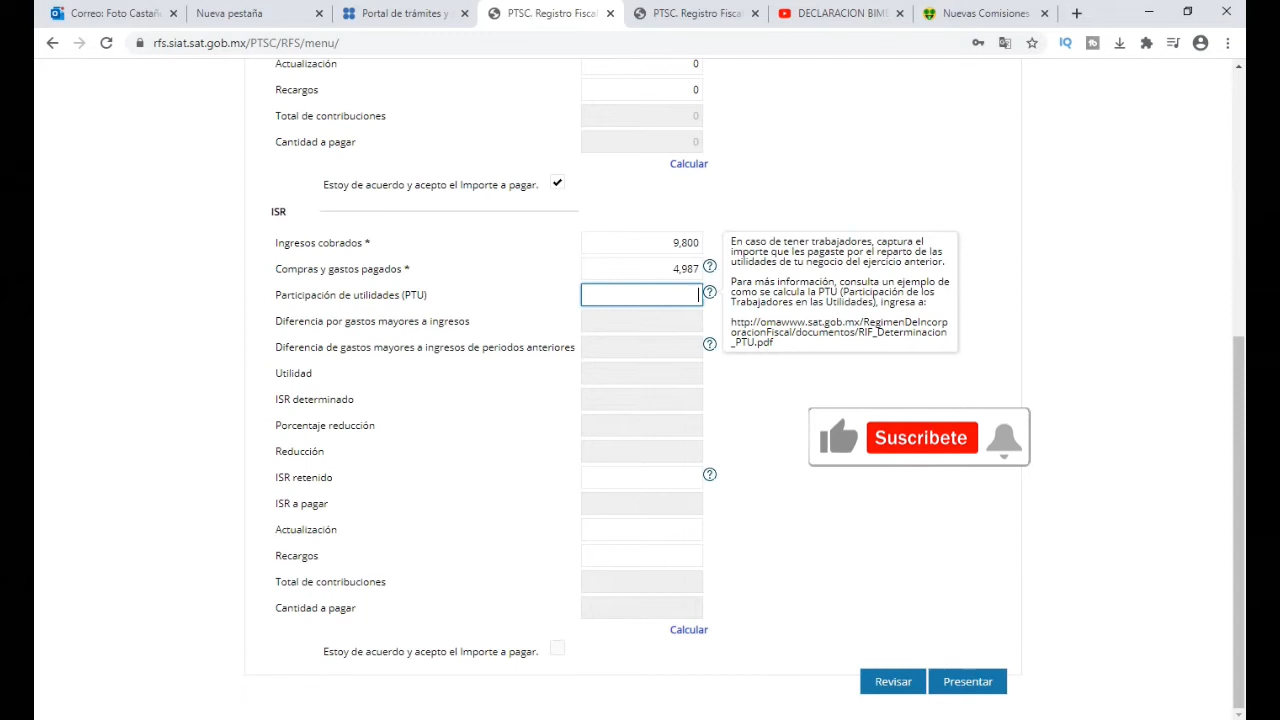 Correo: Foto Castañ
Nueva pestaña
Portal de trámites y
PTSC. Registro Fisca
PTSC. Registro Fiscal
DECLARACION BIM
Nuevas Comisiones
rfs.siat.sat.gob.mx/PTSC/RFS/menu/
Actualización 0
Recargos 0
Total de contribuciones 0
Cantidad a pagar 0
Calcular
Estoy de acuerdo y acepto el Importe a pagar.
ISR
Ingresos cobrados * 9,800
Compras y gastos pagados * 4,987
Participación de utilidades (PTU)
Diferencia por gastos mayores a ingresos
Diferencia de gastos mayores a ingresos de periodos anteriores
Utilidad
ISR determinado
Porcentaje reducción
Reducción
ISR retenido
ISR a pagar
Actualización
Recargos
Total de contribuciones
Cantidad a pagar
Calcular
Estoy de acuerdo y acepto el Importe a pagar.
En caso de tener trabajadores, captura el
importe que les pagaste por el reparto de las
utilidades de tu negocio del ejercicio anterior.
Para más información, consulta un ejemplo de
como se calcula la PTU (Participación de los
Trabajadores en las Utilidades), ingresa a:
http://omawww.sat.gob.mx/RegimenDeIncorp
oracionFiscal/documentos/RIF_Determinacion
_PTU.pdf
Suscribete
Revisar
Presentar